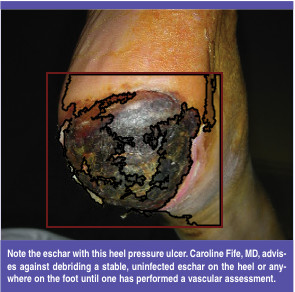 Note the eschar with this heel pressure ulcer. Caroline Fife, MD, advis-
es against debriding a stable, uninfected eschar on the heel or any-
where on the foot until one has performed a vascular assessment.